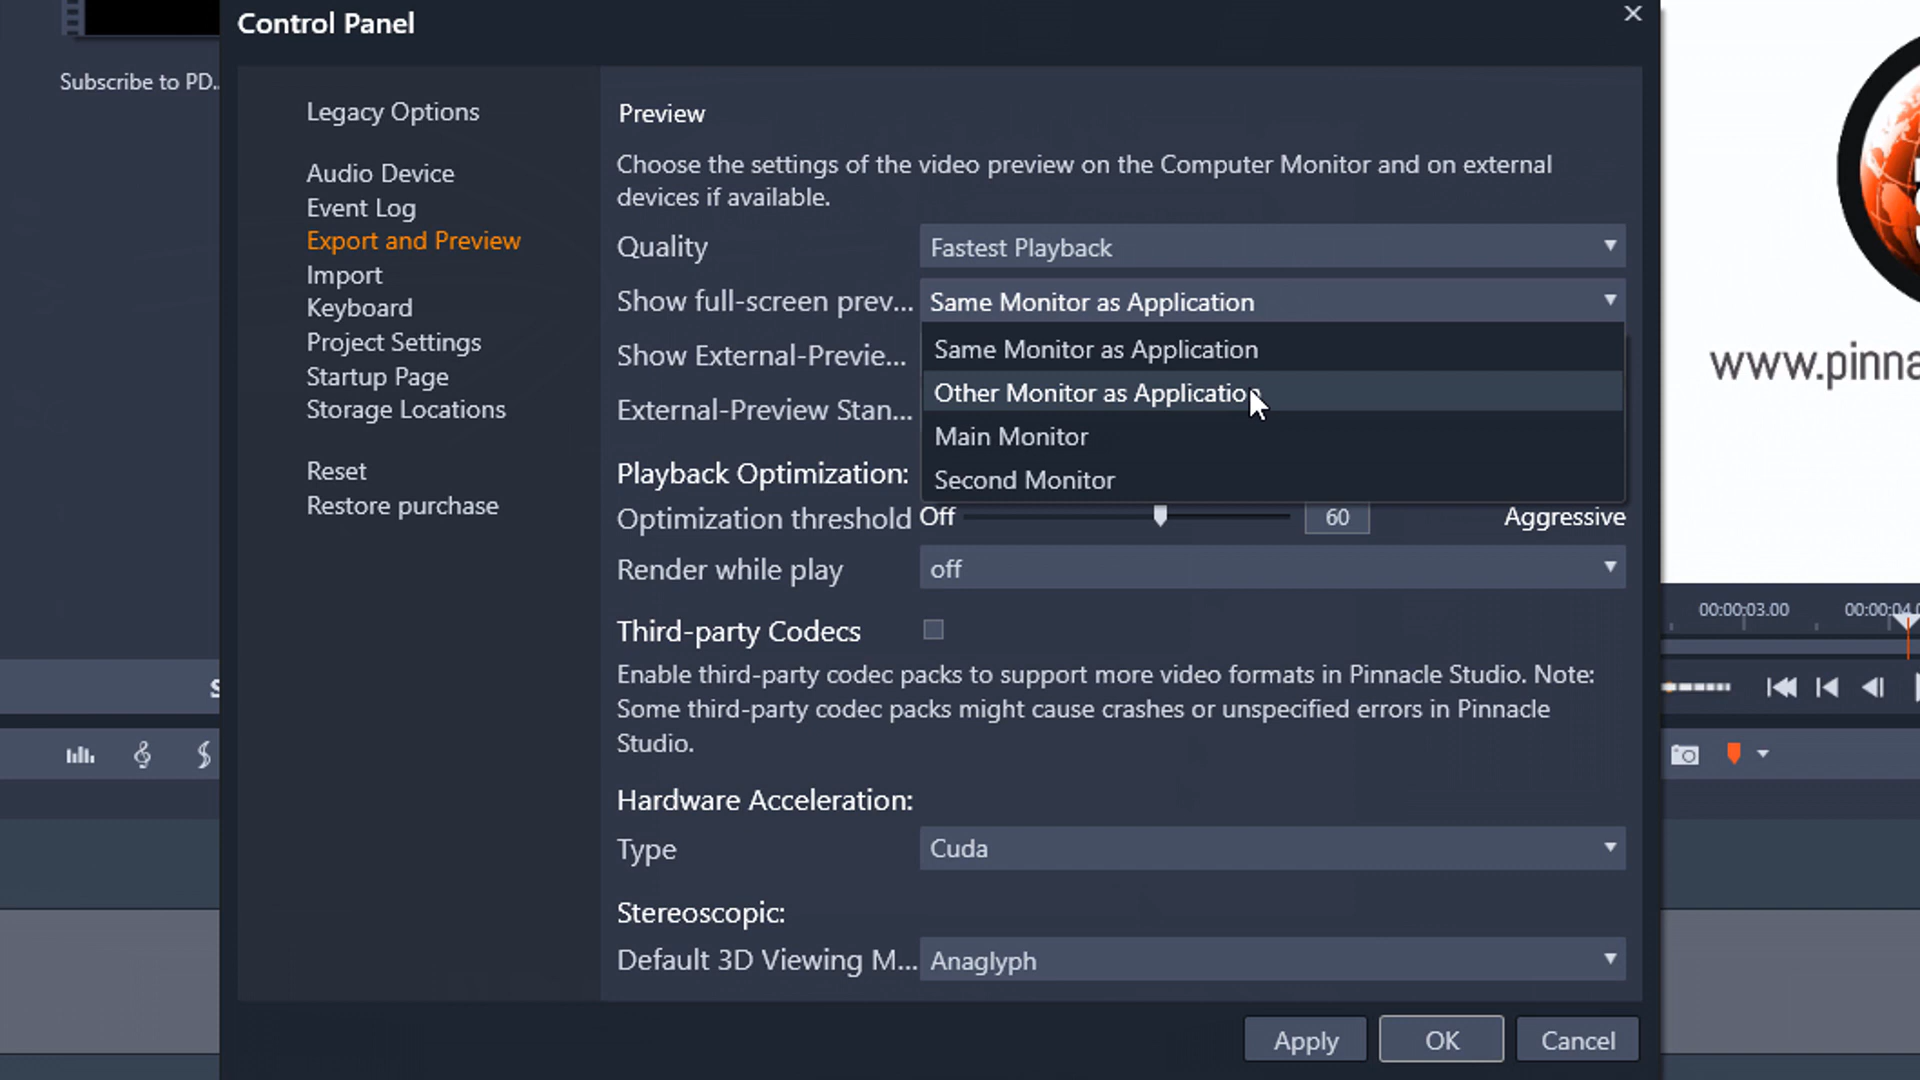 Control Panel
Subscribe to PD..
Legacy Options
Audio Device
Event Log
Export and Preview
Import
Keyboard
Project Settings
Startup Page
Storage Locations
Reset
Restore purchase
Preview
Choose the settings of the video preview on the Computer Monitor and on external
devices if available.
Quality
Fastest Playback
Show full-screen prev...
Same Monitor as Application
Show External-Previe...
Same Monitor as Application
Other Monitor as Application
External-Preview Stan...
Main Monitor
Second Monitor
Playback Optimization:
Optimization threshold
Off
60
Aggressive
Render while play
off
Third-party Codecs
Enable third-party codec packs to support more video formats in Pinnacle Studio. Note:
Some third-party codec packs might cause crashes or unspecified errors in Pinnacle
Studio.
Hardware Acceleration:
Type
Cuda
Stereoscopic:
Default 3D Viewing M...
Anaglyph
Apply
OK
Cancel
www.pinna
00:00:03.00
00:00:04.0